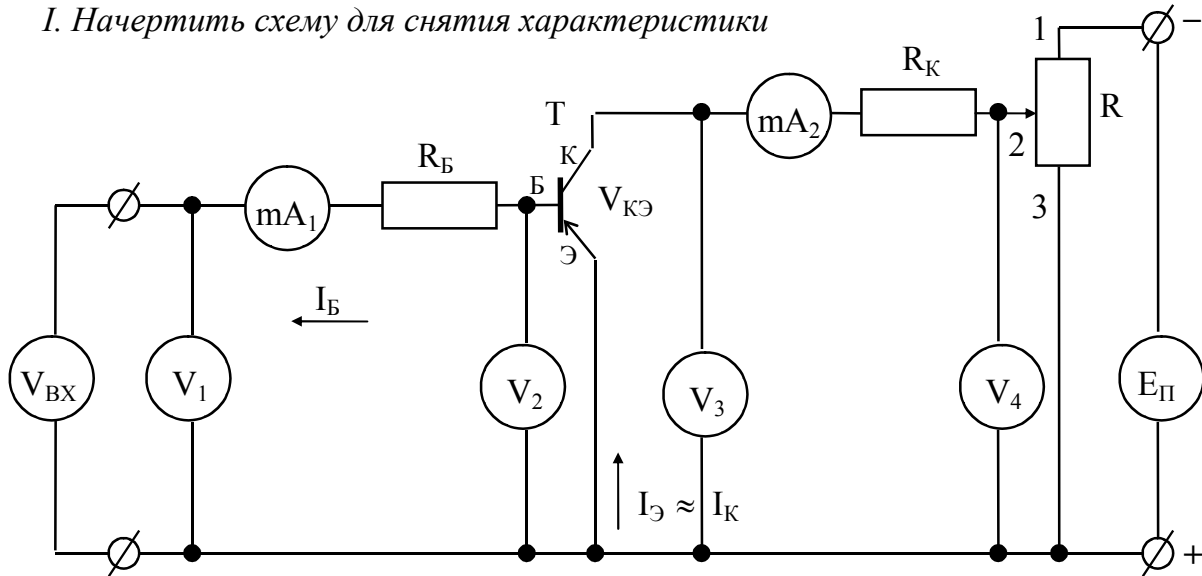 I. Начертить схему для снятия характеристики
1
−
R_К
T
mA₂
R
К
2
R_Б
Б
V_КЭ
3
mA₁
Э
I_Б
V_ВХ
V₁
V₂
V₃
V₄
E_П
I_Э ≈ I_К
+